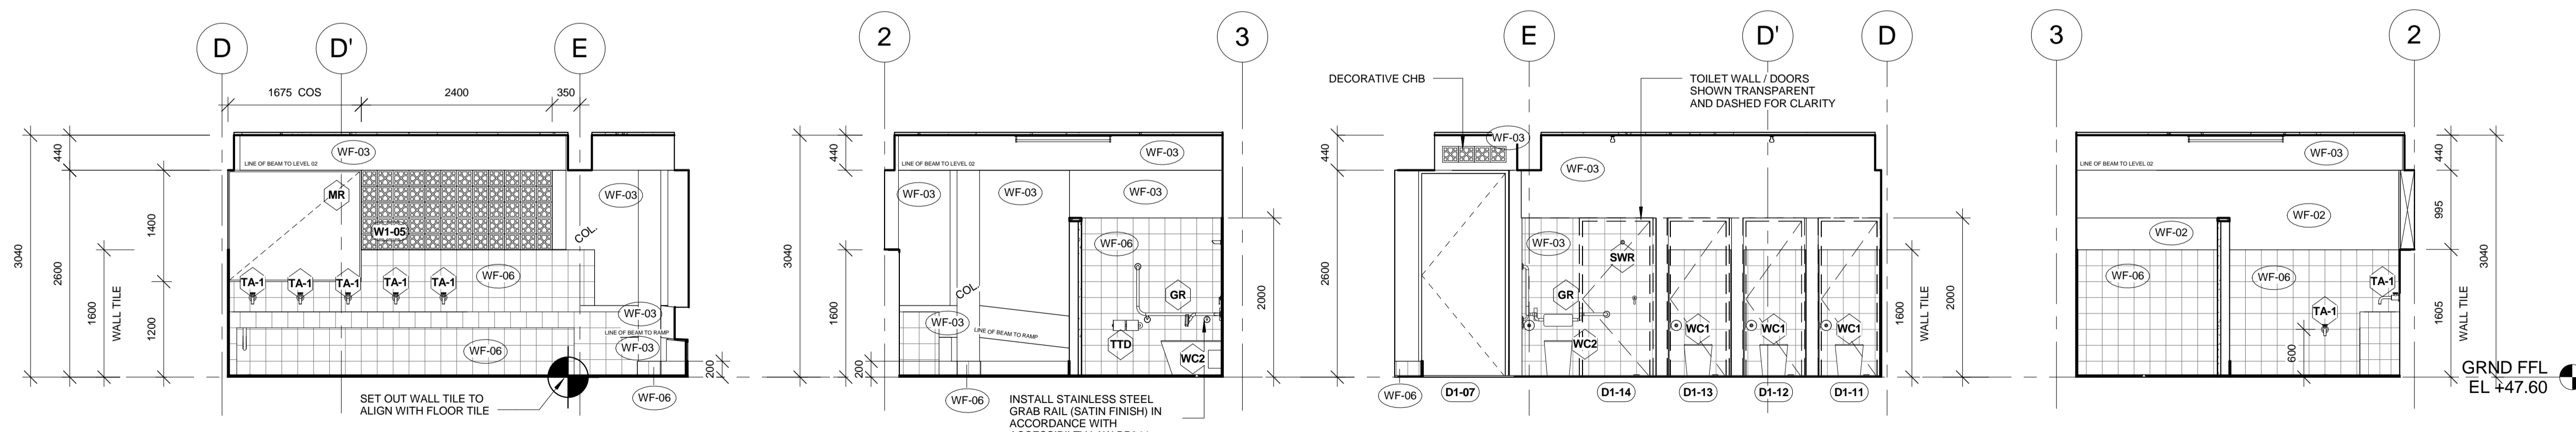 D
D'
E
1675 COS
2400
350
3040
440
2600
1600
WALL TILE
1400
1200
WF-03
LINE OF BEAM TO LEVEL 02
MR
W1-05
WF-03
COL.
TA-1
TA-1
TA-1
TA-1
TA-1
WF-06
WF-03
LINE OF BEAM TO RAMP
WF-03
WF-06
200
WF-06
SET OUT WALL TILE TO
ALIGN WITH FLOOR TILE
2
3
3040
440
1600
200
LINE OF BEAM TO LEVEL 02
WF-03
WF-03
WF-03
WF-03
WF-06
COL.
GR
WF-03
LINE OF BEAM TO RAMP
TTD
WC2
2000
WF-06
INSTALL STAINLESS STEEL
GRAB RAIL (SATIN FINISH) IN
ACCORDANCE WITH
E
D'
D
DECORATIVE CHB
TOILET WALL / DOORS
SHOWN TRANSPARENT
AND DASHED FOR CLARITY
440
2600
WF-03
WF-03
WF-03
SWR
GR
WC2
WC1
WC1
WC1
1600
WALL TILE
2000
WF-06
D1-07
D1-14
D1-13
D1-12
D1-11
3
2
LINE OF BEAM TO LEVEL 02
WF-03
WF-02
WF-02
WF-06
WF-06
TA-1
TA-1
600
440
995
1605
WALL TILE
3040
GRND FFL
EL +47.60